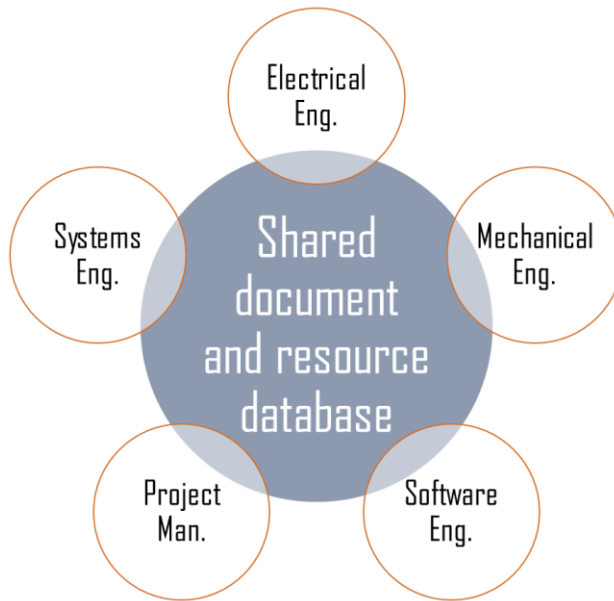 Electrical
Eng.
Systems
Eng.
Shared
document
and resource
database
Mechanical
Eng.
Project
Man.
Software
Eng.